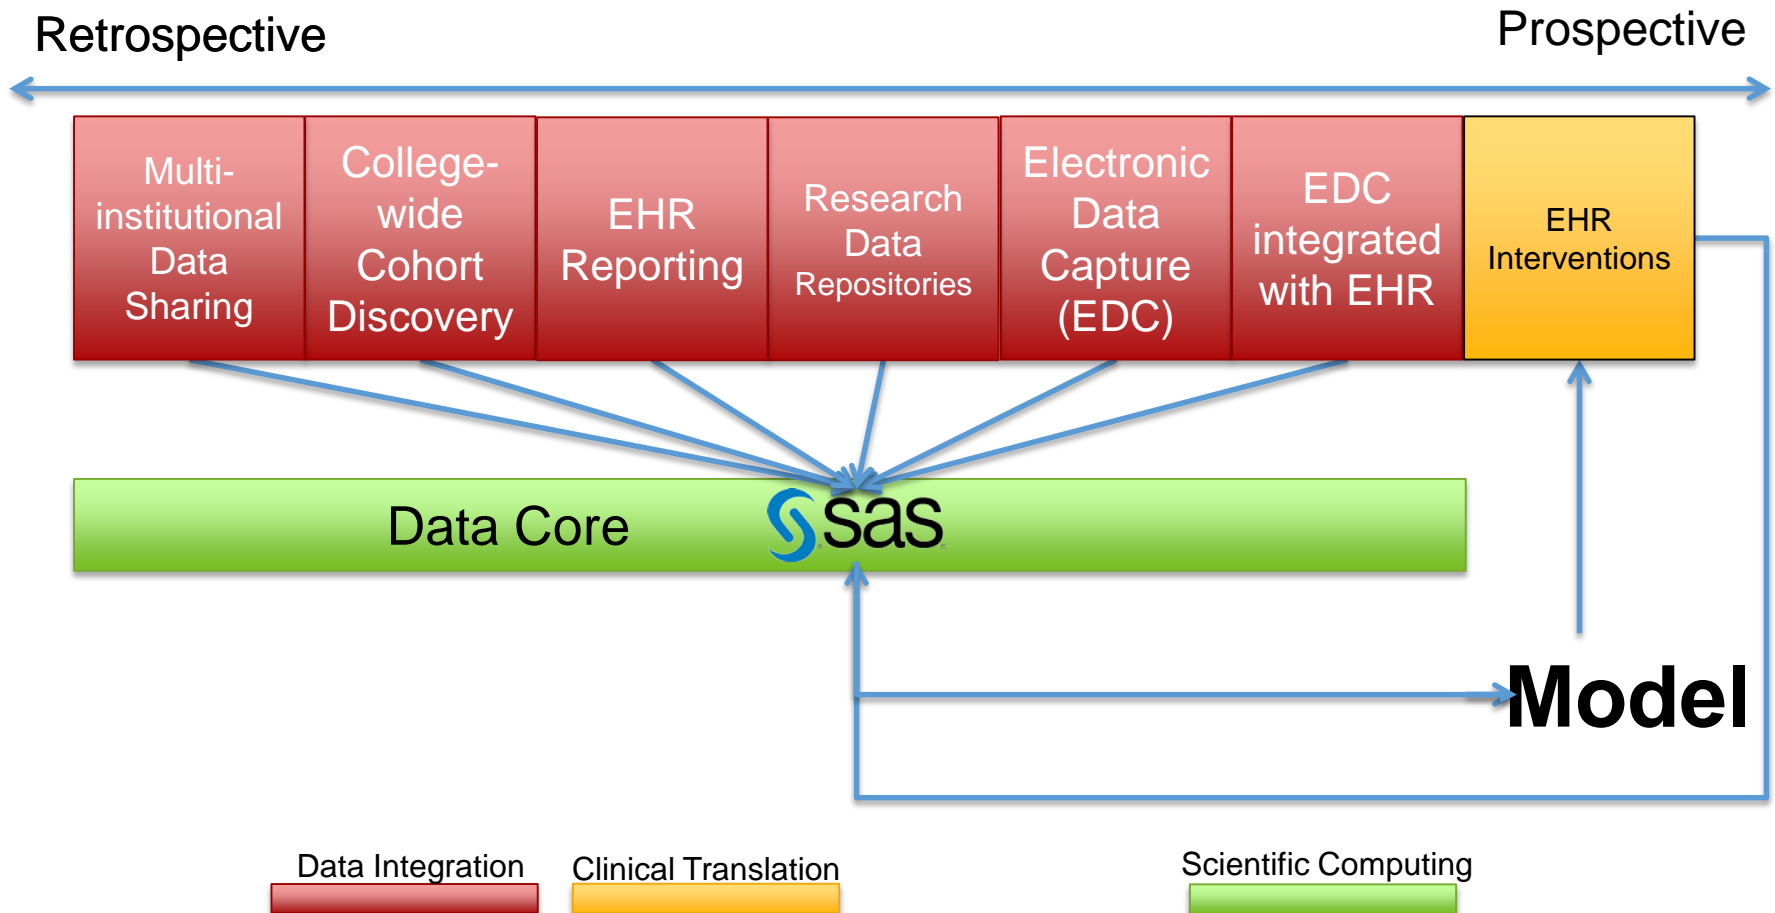 Retrospective
Prospective
Multi-
institutional
Data
Sharing
College-
wide
Cohort
Discovery
EHR
Reporting
Research
Data
Repositories
Electronic
Data
Capture
(EDC)
EDC
integrated
with EHR
EHR
Interventions
Data Core
sas
Model
Data Integration
Clinical Translation
Scientific Computing